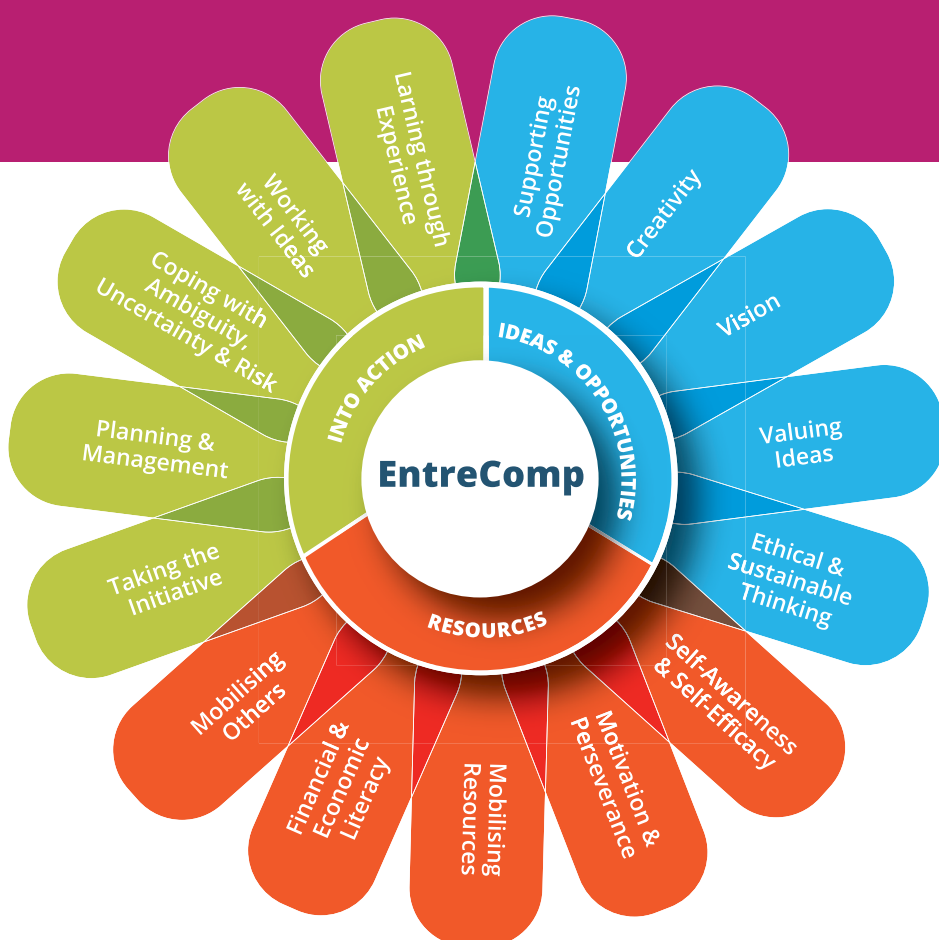 EntreComp
IDEAS & OPPORTUNITIES
Supporting
Opportunities
Creativity
Vision
Valuing
Ideas
Ethical &
Sustainable
Thinking
RESOURCES
Self-Awareness
& Self-Efficacy
Motivation &
Perseverance
Mobilising
Resources
Financial &
Economic
Literacy
Mobilising
Others
INTO ACTION
Taking the
Initiative
Planning &
Management
Coping with
Ambiguity,
Uncertainty & Risk
Working
with Ideas
Larning through
Experience